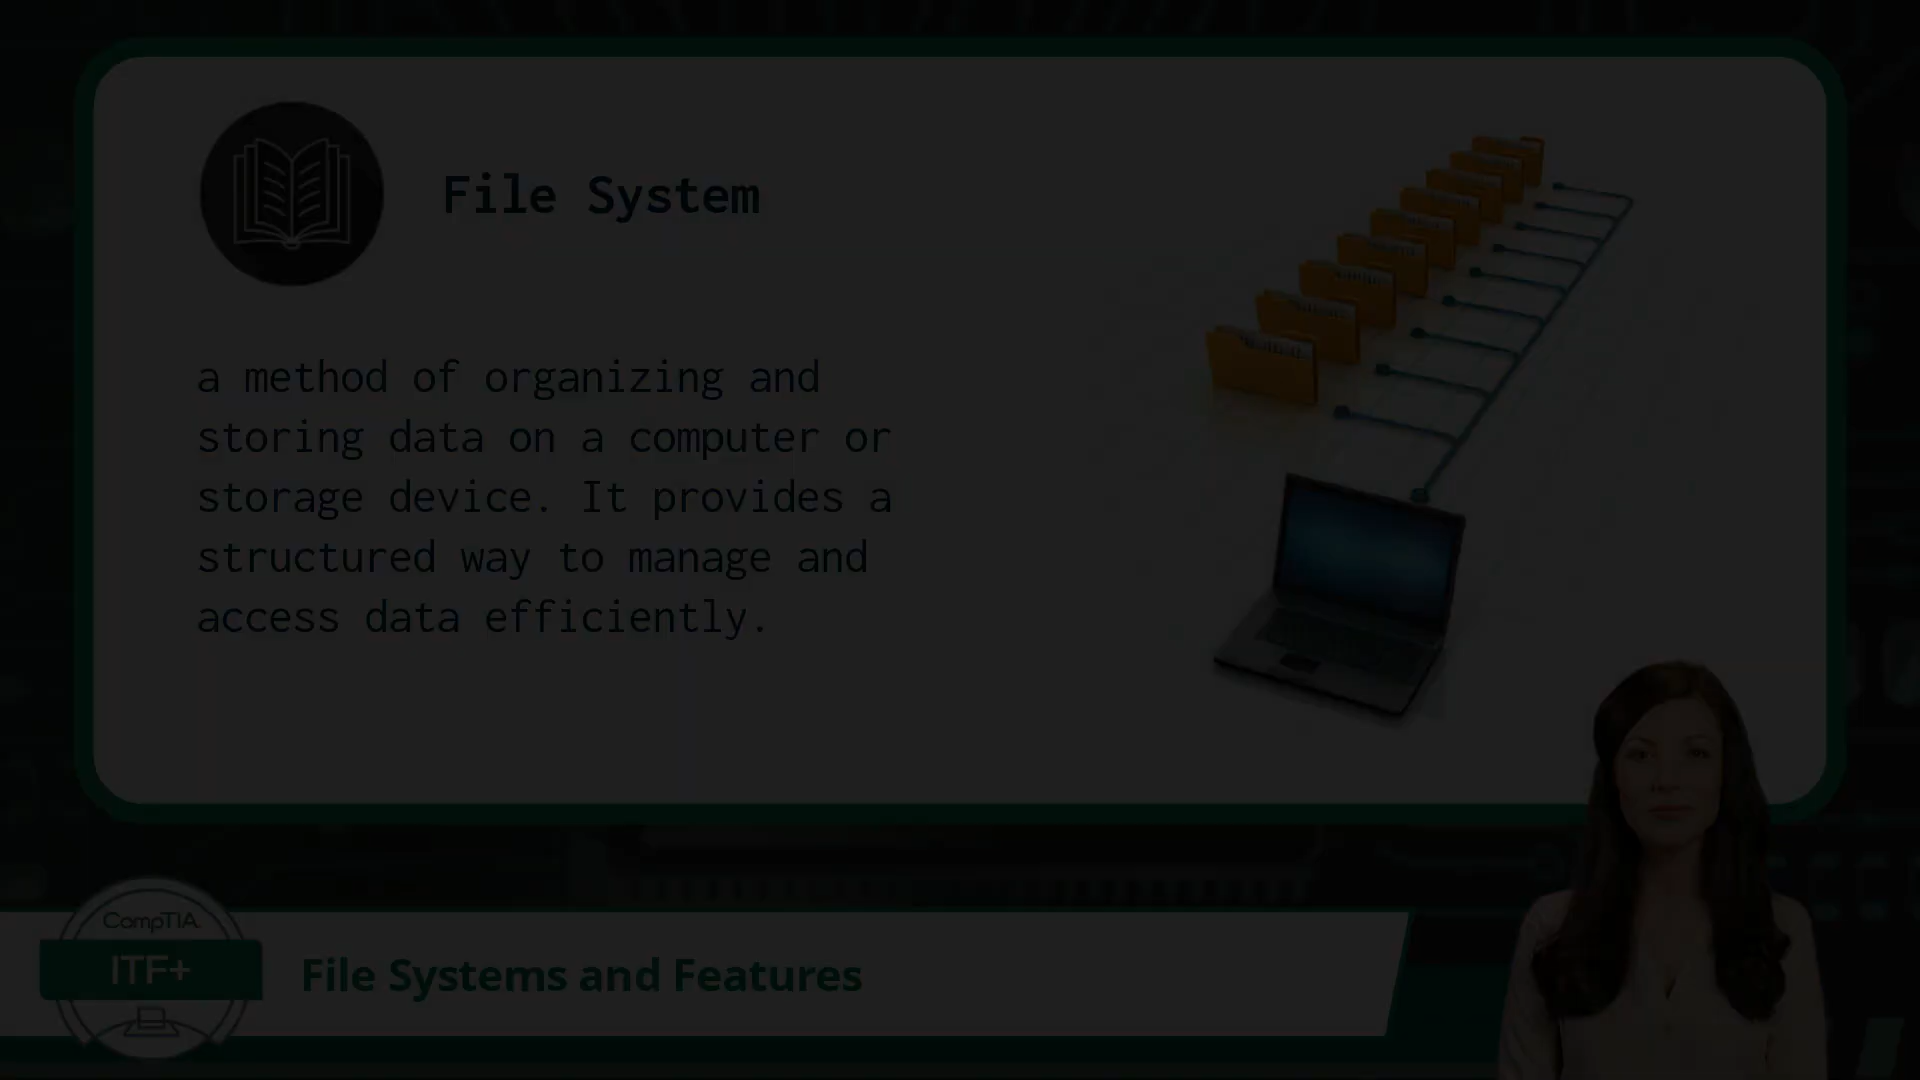 File System
a method of organizing and
storing data on a computer or
storage device. It provides a
structured way to manage and
access data efficiently.
CompTIA.
ITF+
File Systems and Features